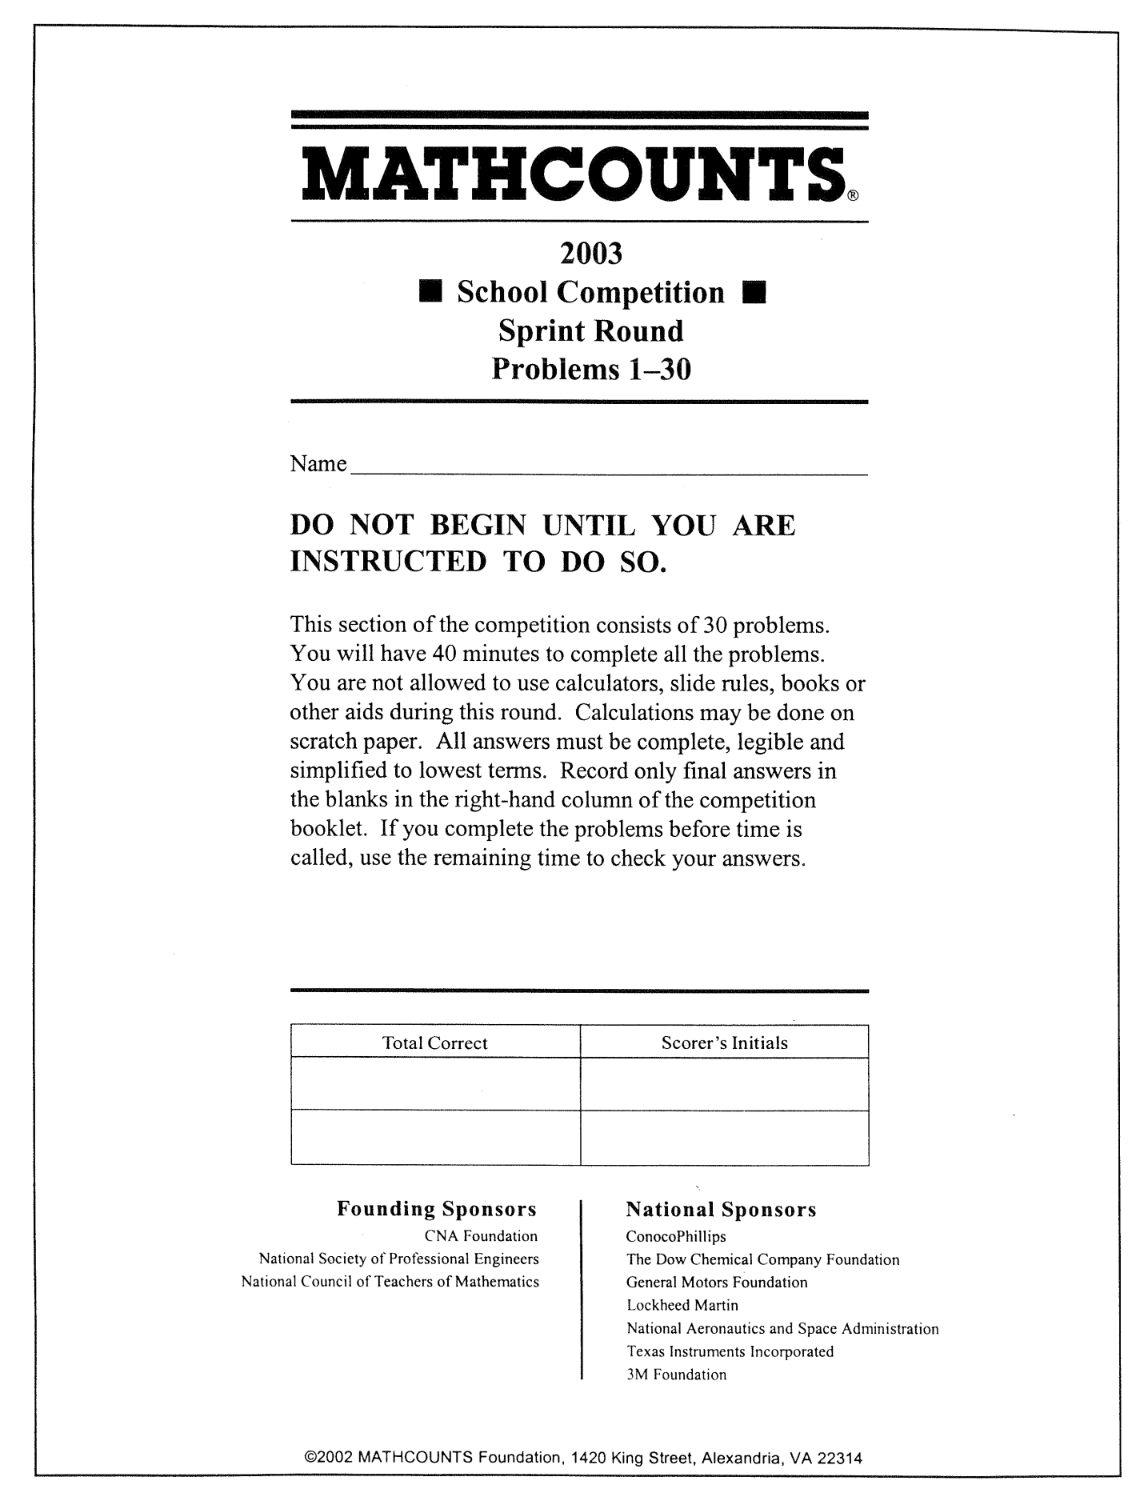 MATHCOUNTS®
2003
■ School Competition ■
Sprint Round
Problems 1–30
Name
DO NOT BEGIN UNTIL YOU ARE
INSTRUCTED TO DO SO.
This section of the competition consists of 30 problems.
You will have 40 minutes to complete all the problems.
You are not allowed to use calculators, slide rules, books or
other aids during this round. Calculations may be done on
scratch paper. All answers must be complete, legible and
simplified to lowest terms. Record only final answers in
the blanks in the right-hand column of the competition
booklet. If you complete the problems before time is
called, use the remaining time to check your answers.
Total Correct
Scorer's Initials
Founding Sponsors
CNA Foundation
National Society of Professional Engineers
National Council of Teachers of Mathematics
National Sponsors
ConocoPhillips
The Dow Chemical Company Foundation
General Motors Foundation
Lockheed Martin
National Aeronautics and Space Administration
Texas Instruments Incorporated
3M Foundation
©2002 MATHCOUNTS Foundation, 1420 King Street, Alexandria, VA 22314